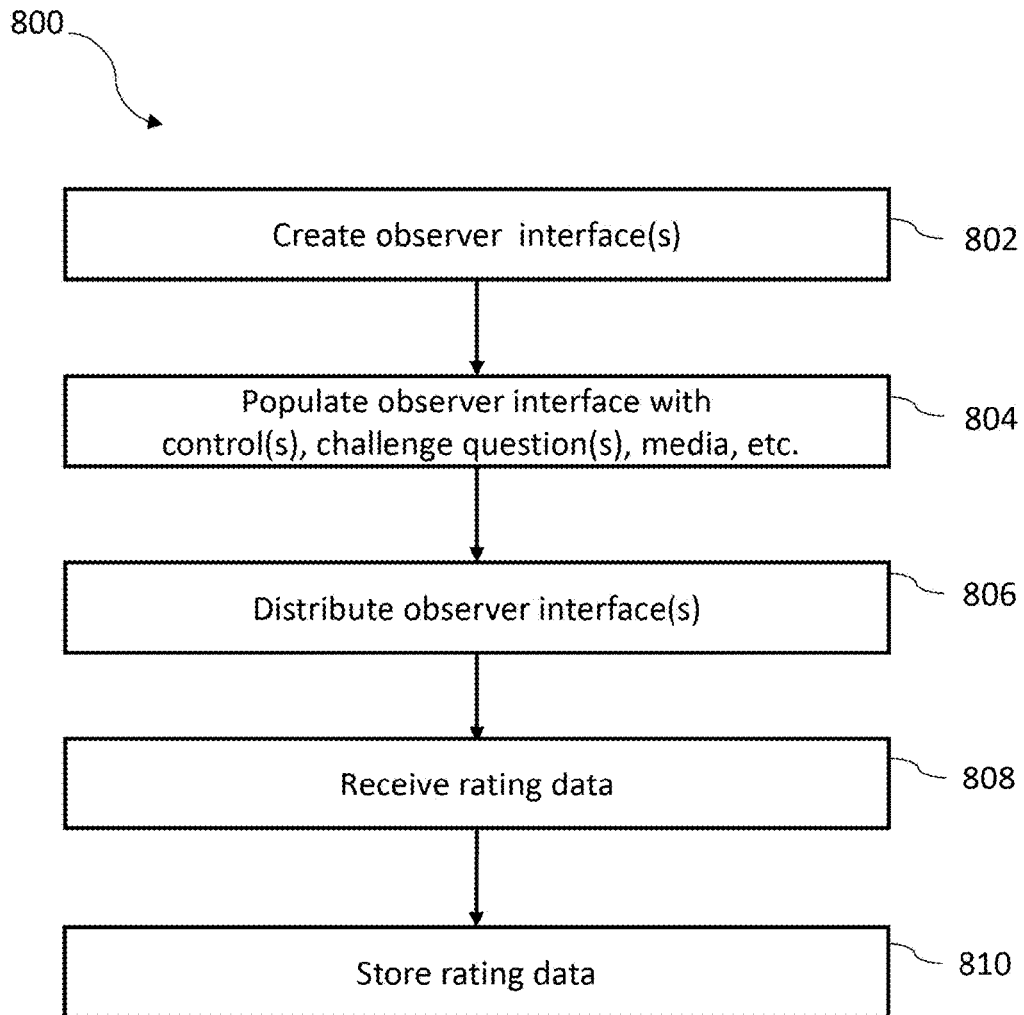 800
Create observer interface(s)
802
Populate observer interface with
control(s), challenge question(s), media, etc.
804
Distribute observer interface(s)
806
Receive rating data
808
Store rating data
810